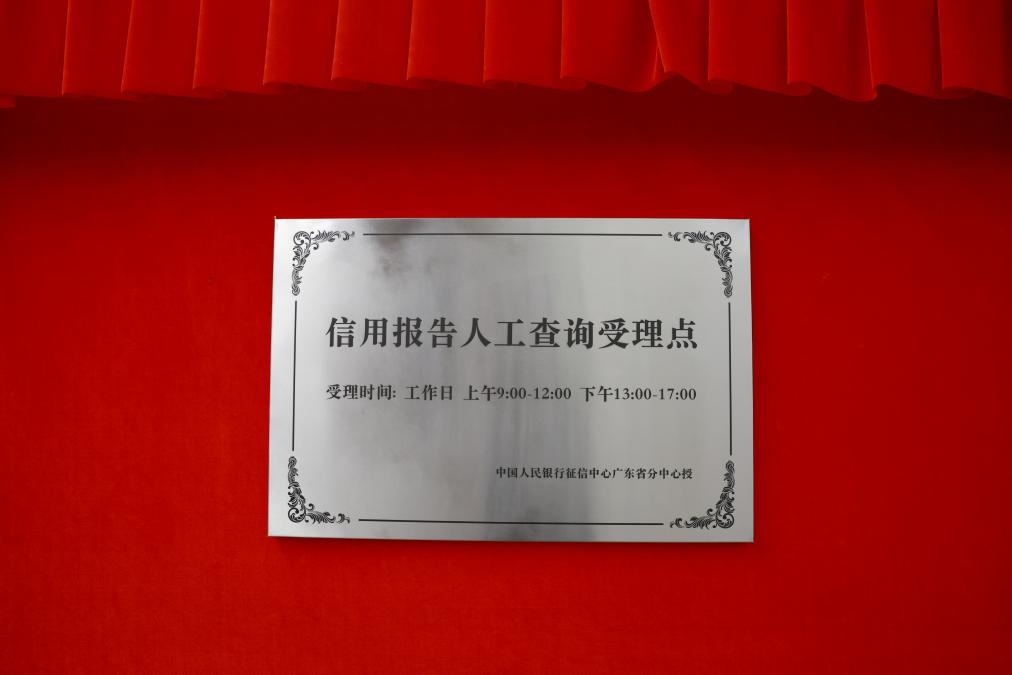 信用报告人工查询受理点
受理时间: 工作日 上午9:00-12:00 下午13:00-17:00
中国人民银行征信中心广东省分中心授